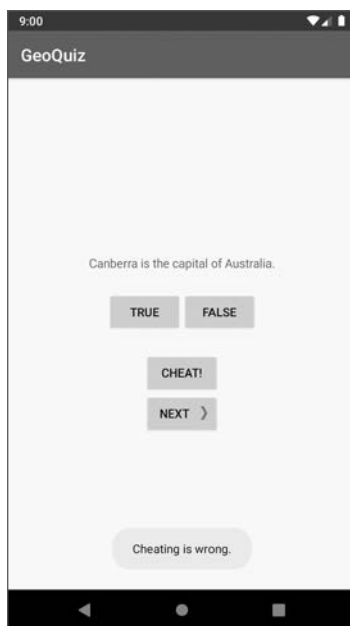 9:00
GeoQuiz
Canberra is the capital of Australia.
TRUE FALSE
CHEAT!
NEXT
Cheating is wrong.